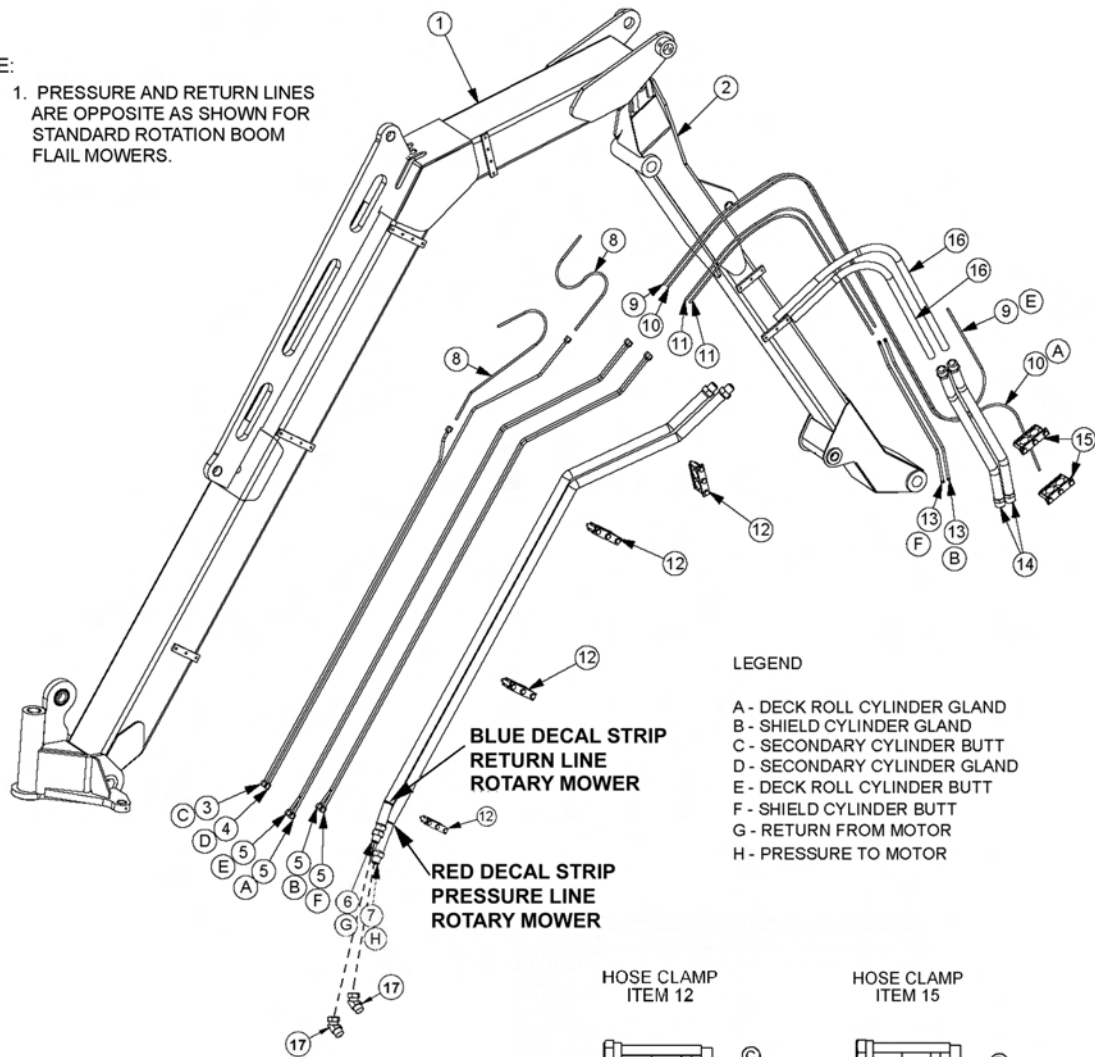 E:
1. PRESSURE AND RETURN LINES
ARE OPPOSITE AS SHOWN FOR
STANDARD ROTATION BOOM
FLAIL MOWERS.
1
2
8
8
9
10
11
11
16
16
9 E
10 A
15
12
12
12
12
13
13
F
B
14
LEGEND
A - DECK ROLL CYLINDER GLAND
B - SHIELD CYLINDER GLAND
C - SECONDARY CYLINDER BUTT
D - SECONDARY CYLINDER GLAND
E - DECK ROLL CYLINDER BUTT
F - SHIELD CYLINDER BUTT
G - RETURN FROM MOTOR
H - PRESSURE TO MOTOR
BLUE DECAL STRIP
RETURN LINE
ROTARY MOWER
RED DECAL STRIP
PRESSURE LINE
ROTARY MOWER
C 3
D 4
E 5
A 5
5
B 5
F
6
G 7
H
17
17
HOSE CLAMP
ITEM 12
HOSE CLAMP
ITEM 15